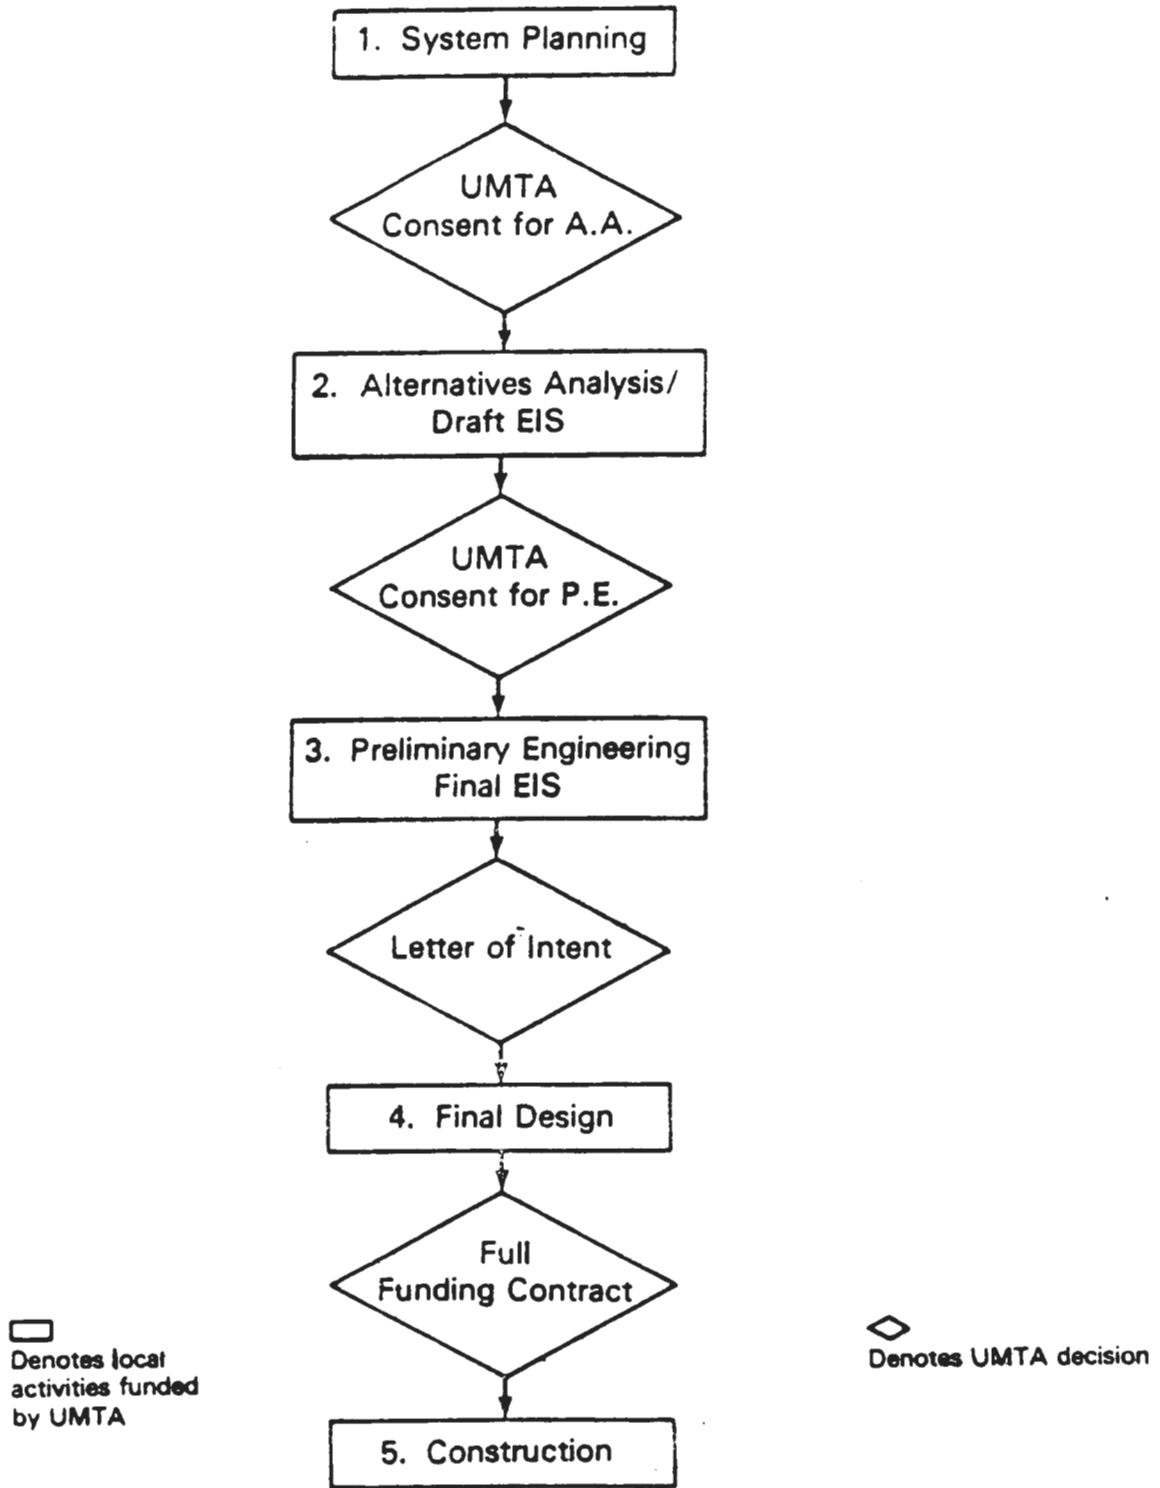 1. System Planning
UMTA
Consent for A.A.
2. Alternatives Analysis/
Draft EIS
UMTA
Consent for P.E.
3. Preliminary Engineering
Final EIS
Letter of Intent
4. Final Design
Full
Funding Contract
Denotes local
activities funded
by UMTA
Denotes UMTA decision
5. Construction